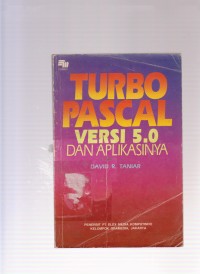 TURBO
PASCAL
VERSI 5.0
DAN APLIKASINYA
DAVID R. TANIAR
PENERBIT PT ELEX MEDIA KOMPUTINDO
KELOMPOK GRAMEDIA, JAKARTA